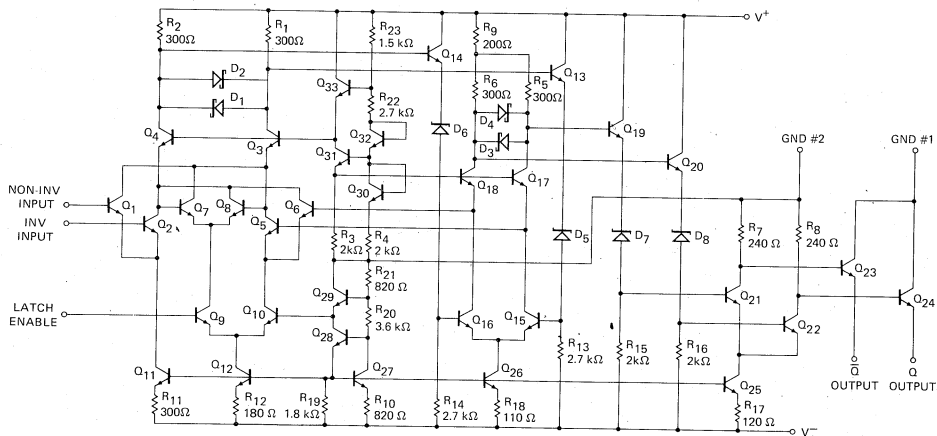 V+
R2
300Ω
R1
300Ω
R23
1.5 kΩ
Q14
R9
200Ω
Q13
D2
D1
Q33
R22
2.7 kΩ
R6
300Ω
R5
300Ω
D4
D3
Q19
Q4
Q3
Q32
Q31
D6
Q20
GND #2
GND #1
Q30
Q18
Q17
NON-INV
INPUT
Q1
Q7
Q8
Q6
INV
INPUT
Q2
Q5
R3
2kΩ
R4
2 kΩ
D5
D7
D8
R7
240 Ω
R8
240 Ω
Q23
R21
820 Ω
Q29
Q21
Q24
LATCH
ENABLE
Q9
Q10
R20
3.6 kΩ
Q28
Q16
Q15
Q22
R13
2.7 kΩ
R15
2kΩ
R16
2kΩ
Q11
Q12
Q27
Q26
Q25
Q̅
OUTPUT
Q
OUTPUT
R11
300Ω
R12
180 Ω
R19
1.8 kΩ
R10
820 Ω
R14
2.7 kΩ
R18
110 Ω
R17
120 Ω
V−